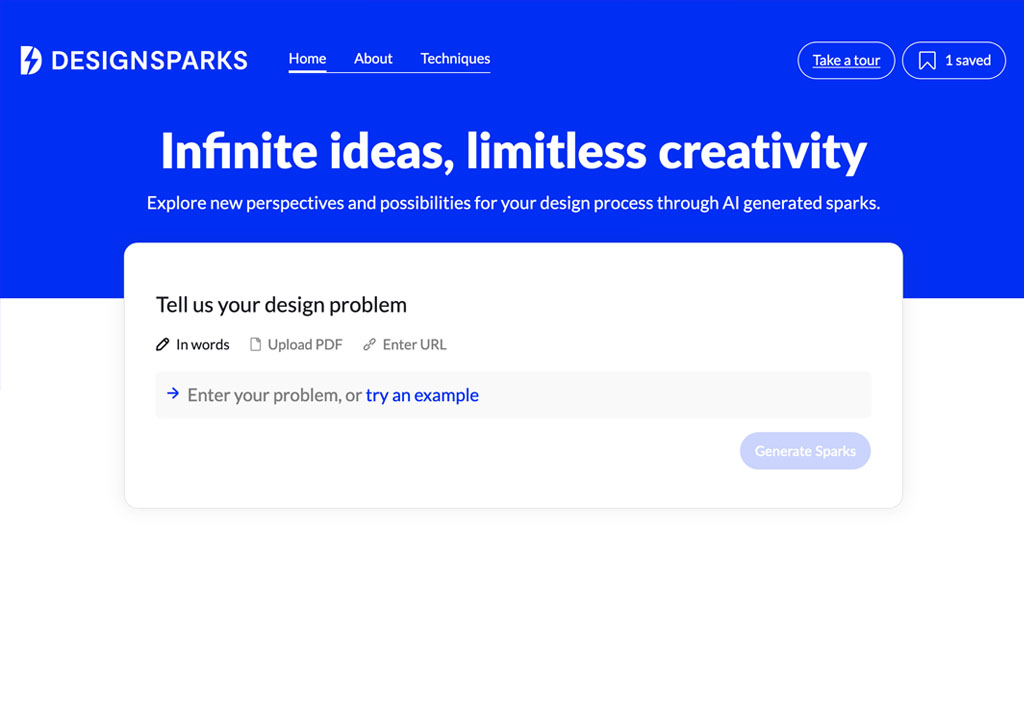 DESIGNSPARKS Home About Techniques Take a tour 1 saved
Infinite ideas, limitless creativity
Explore new perspectives and possibilities for your design process through AI generated sparks.
Tell us your design problem
In words Upload PDF Enter URL
Enter your problem, or try an example
Generate Sparks